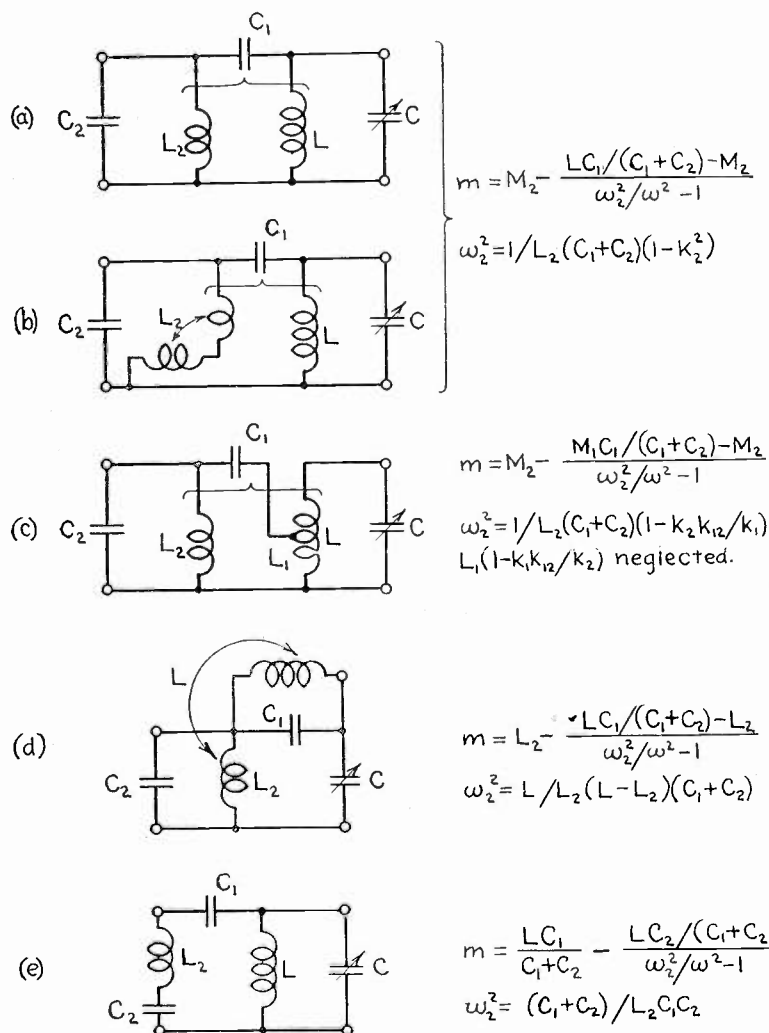 C₁
(a) C₂ L₂ L C
m = M₂ - (LC₁/(C₁+C₂) - M₂)/(ω₂²/ω² - 1)
ω₂² = 1/L₂(C₁+C₂)(1-K₂²)
C₁
(b) C₂ L₂ L C
C₁
(c) C₂ L₂ L L₁ C
m = M₂ - (M₁C₁/(C₁+C₂) - M₂)/(ω₂²/ω² - 1)
ω₂² = 1/L₂(C₁+C₂)(1-K₂K₁₂/K₁)
L₁(1-K₁K₁₂/K₂) neglected.
L
(d) C₁ C₂ L₂ C
m = L₂ - (LC₁/(C₁+C₂) - L₂)/(ω₂²/ω² - 1)
ω₂² = L/L₂(L-L₂)(C₁+C₂)
C₁
(e) L₂ C₂ L C
m = LC₁/(C₁+C₂) - (LC₂/(C₁+C₂)/(ω₂²/ω² - 1)
ω₂² = (C₁+C₂)/L₂C₁C₂